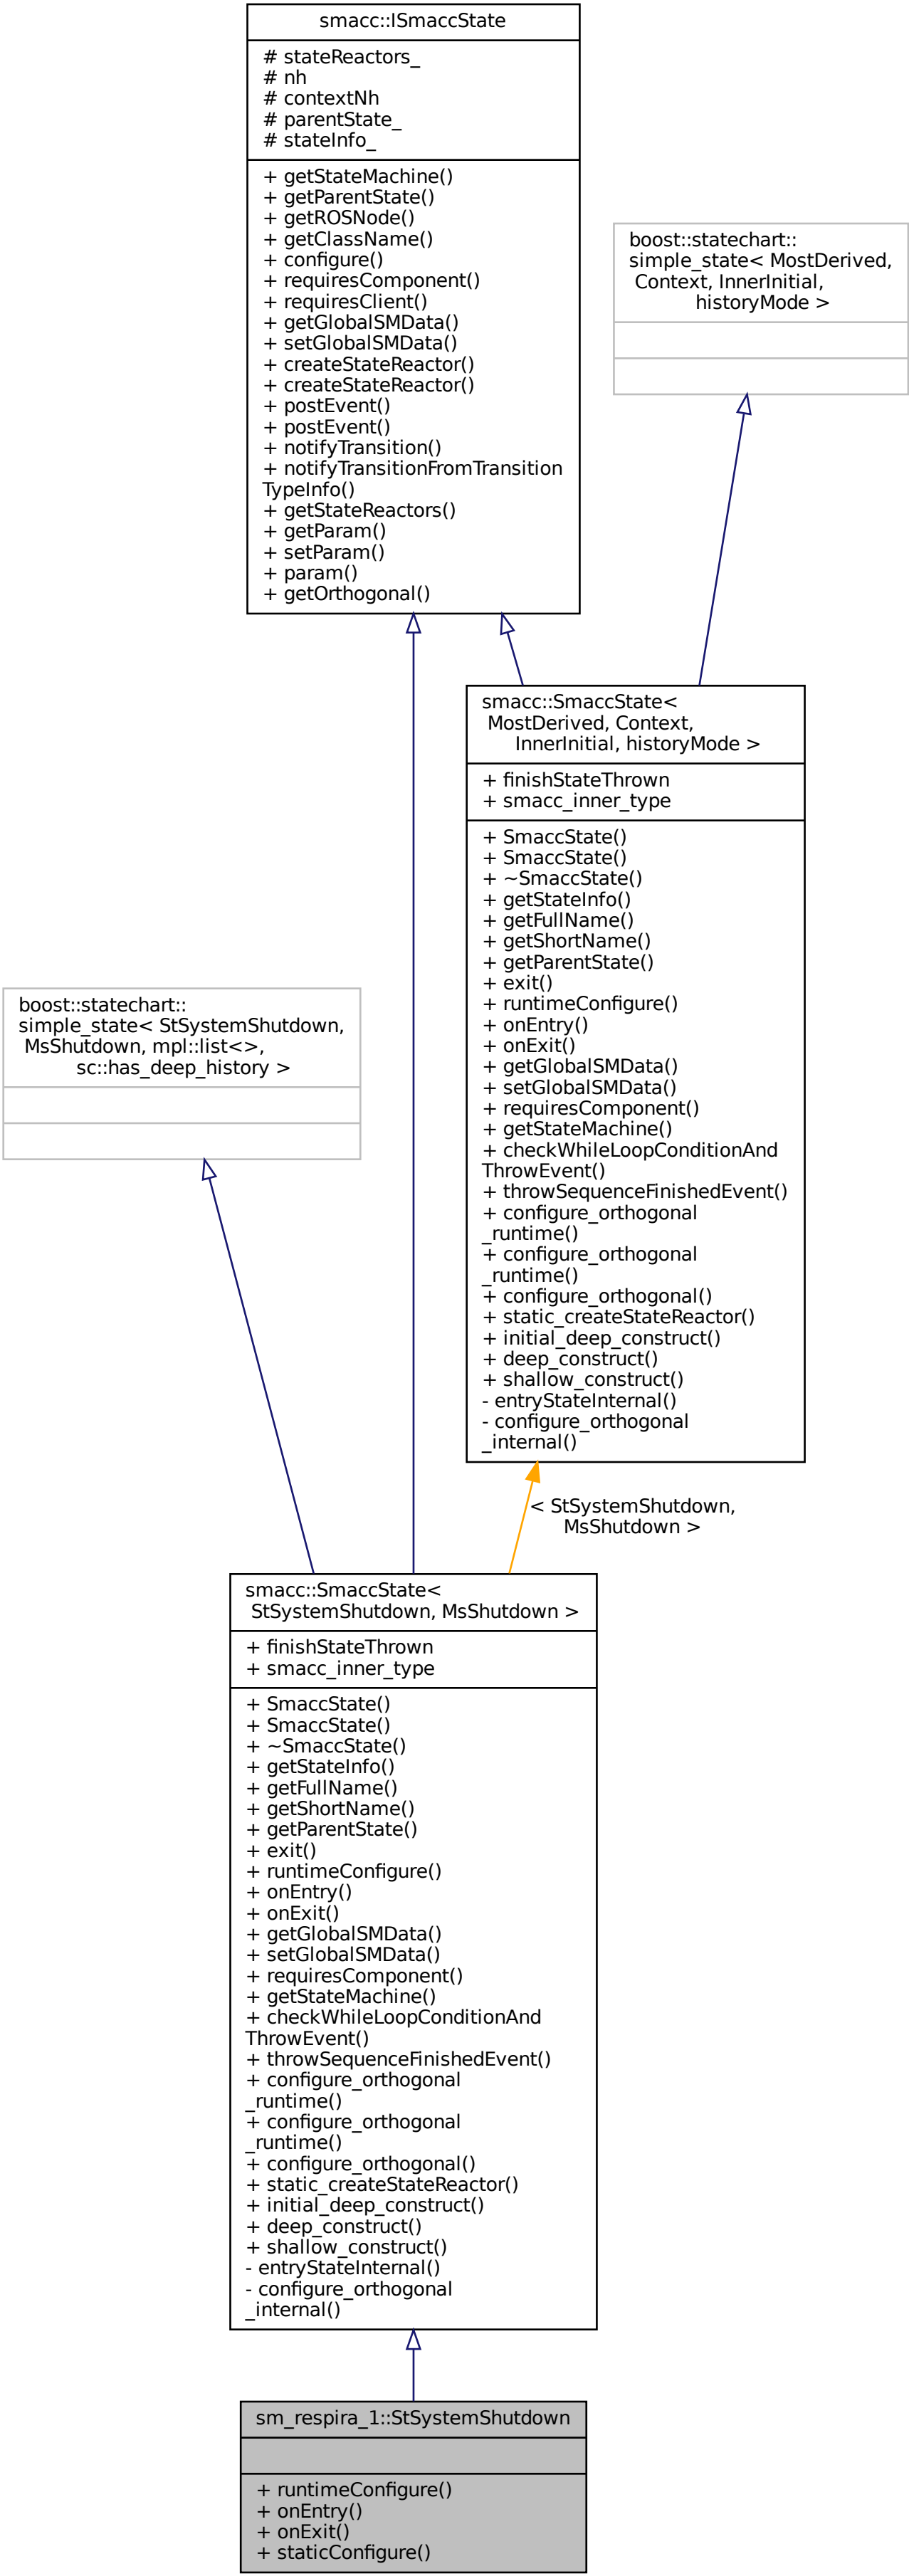 smacc::ISmaccState
# stateReactors_
# nh
# contextNh
# parentState_
# stateInfo_
+ getStateMachine()
+ getParentState()
+ getROSNode()
+ getClassName()
+ configure()
+ requiresComponent()
+ requiresClient()
+ getGlobalSMData()
+ setGlobalSMData()
+ createStateReactor()
+ createStateReactor()
+ postEvent()
+ postEvent()
+ notifyTransition()
+ notifyTransitionFromTransition
TypeInfo()
+ getStateReactors()
+ getParam()
+ setParam()
+ param()
+ getOrthogonal()
boost::statechart::
simple_state< MostDerived,
Context, InnerInitial,
historyMode >
smacc::SmaccState<
MostDerived, Context,
InnerInitial, historyMode >
+ finishStateThrown
+ smacc_inner_type
+ SmaccState()
+ SmaccState()
+ ~SmaccState()
+ getStateInfo()
+ getFullName()
+ getShortName()
+ getParentState()
+ exit()
+ runtimeConfigure()
+ onEntry()
+ onExit()
+ getGlobalSMData()
+ setGlobalSMData()
+ requiresComponent()
+ getStateMachine()
+ checkWhileLoopConditionAnd
ThrowEvent()
+ throwSequenceFinishedEvent()
+ configure_orthogonal
_runtime()
+ configure_orthogonal
_runtime()
+ configure_orthogonal()
+ static_createStateReactor()
+ initial_deep_construct()
+ deep_construct()
+ shallow_construct()
- entryStateInternal()
- configure_orthogonal
_internal()
boost::statechart::
simple_state< StSystemShutdown,
MsShutdown, mpl::list<>,
sc::has_deep_history >
< StSystemShutdown,
MsShutdown >
smacc::SmaccState<
StSystemShutdown, MsShutdown >
+ finishStateThrown
+ smacc_inner_type
+ SmaccState()
+ SmaccState()
+ ~SmaccState()
+ getStateInfo()
+ getFullName()
+ getShortName()
+ getParentState()
+ exit()
+ runtimeConfigure()
+ onEntry()
+ onExit()
+ getGlobalSMData()
+ setGlobalSMData()
+ requiresComponent()
+ getStateMachine()
+ checkWhileLoopConditionAnd
ThrowEvent()
+ throwSequenceFinishedEvent()
+ configure_orthogonal
_runtime()
+ configure_orthogonal
_runtime()
+ configure_orthogonal()
+ static_createStateReactor()
+ initial_deep_construct()
+ deep_construct()
+ shallow_construct()
- entryStateInternal()
- configure_orthogonal
_internal()
sm_respira_1::StSystemShutdown
+ runtimeConfigure()
+ onEntry()
+ onExit()
+ staticConfigure()